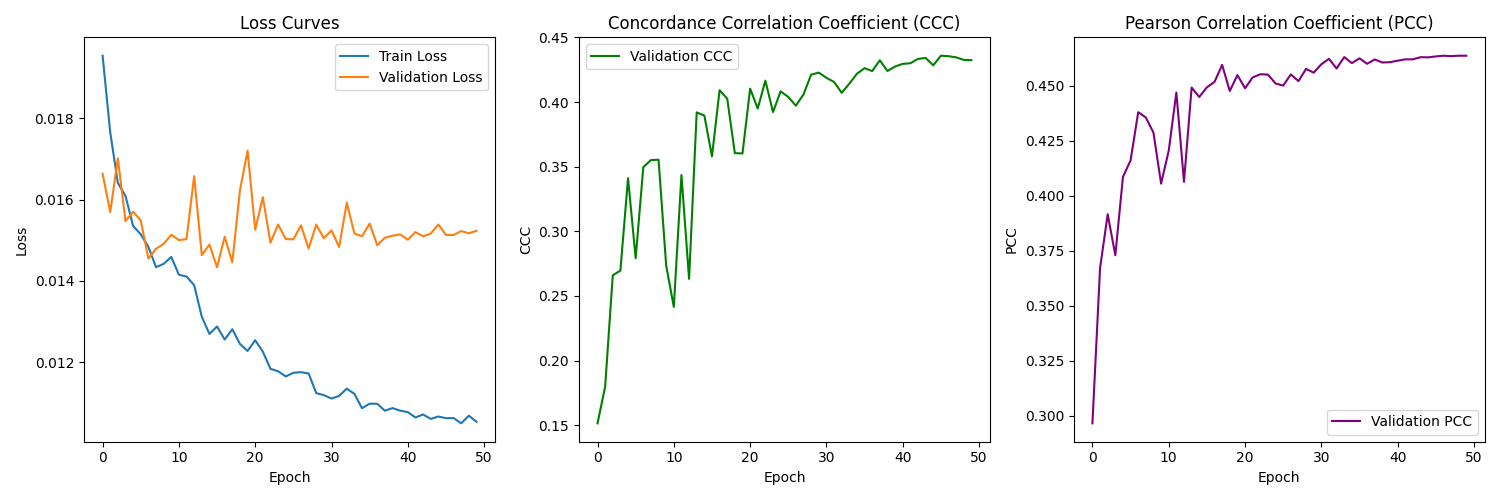 Loss Curves
Train Loss
Validation Loss
0.018
0.016
0.014
0.012
Loss
0 10 20 30 40 50
Epoch
Concordance Correlation Coefficient (CCC)
Validation CCC
0.45
0.40
0.35
0.30
0.25
0.20
0.15
CCC
0 10 20 30 40 50
Epoch
Pearson Correlation Coefficient (PCC)
0.450
0.425
0.400
0.375
0.350
0.325
0.300
PCC
Validation PCC
0 10 20 30 40 50
Epoch